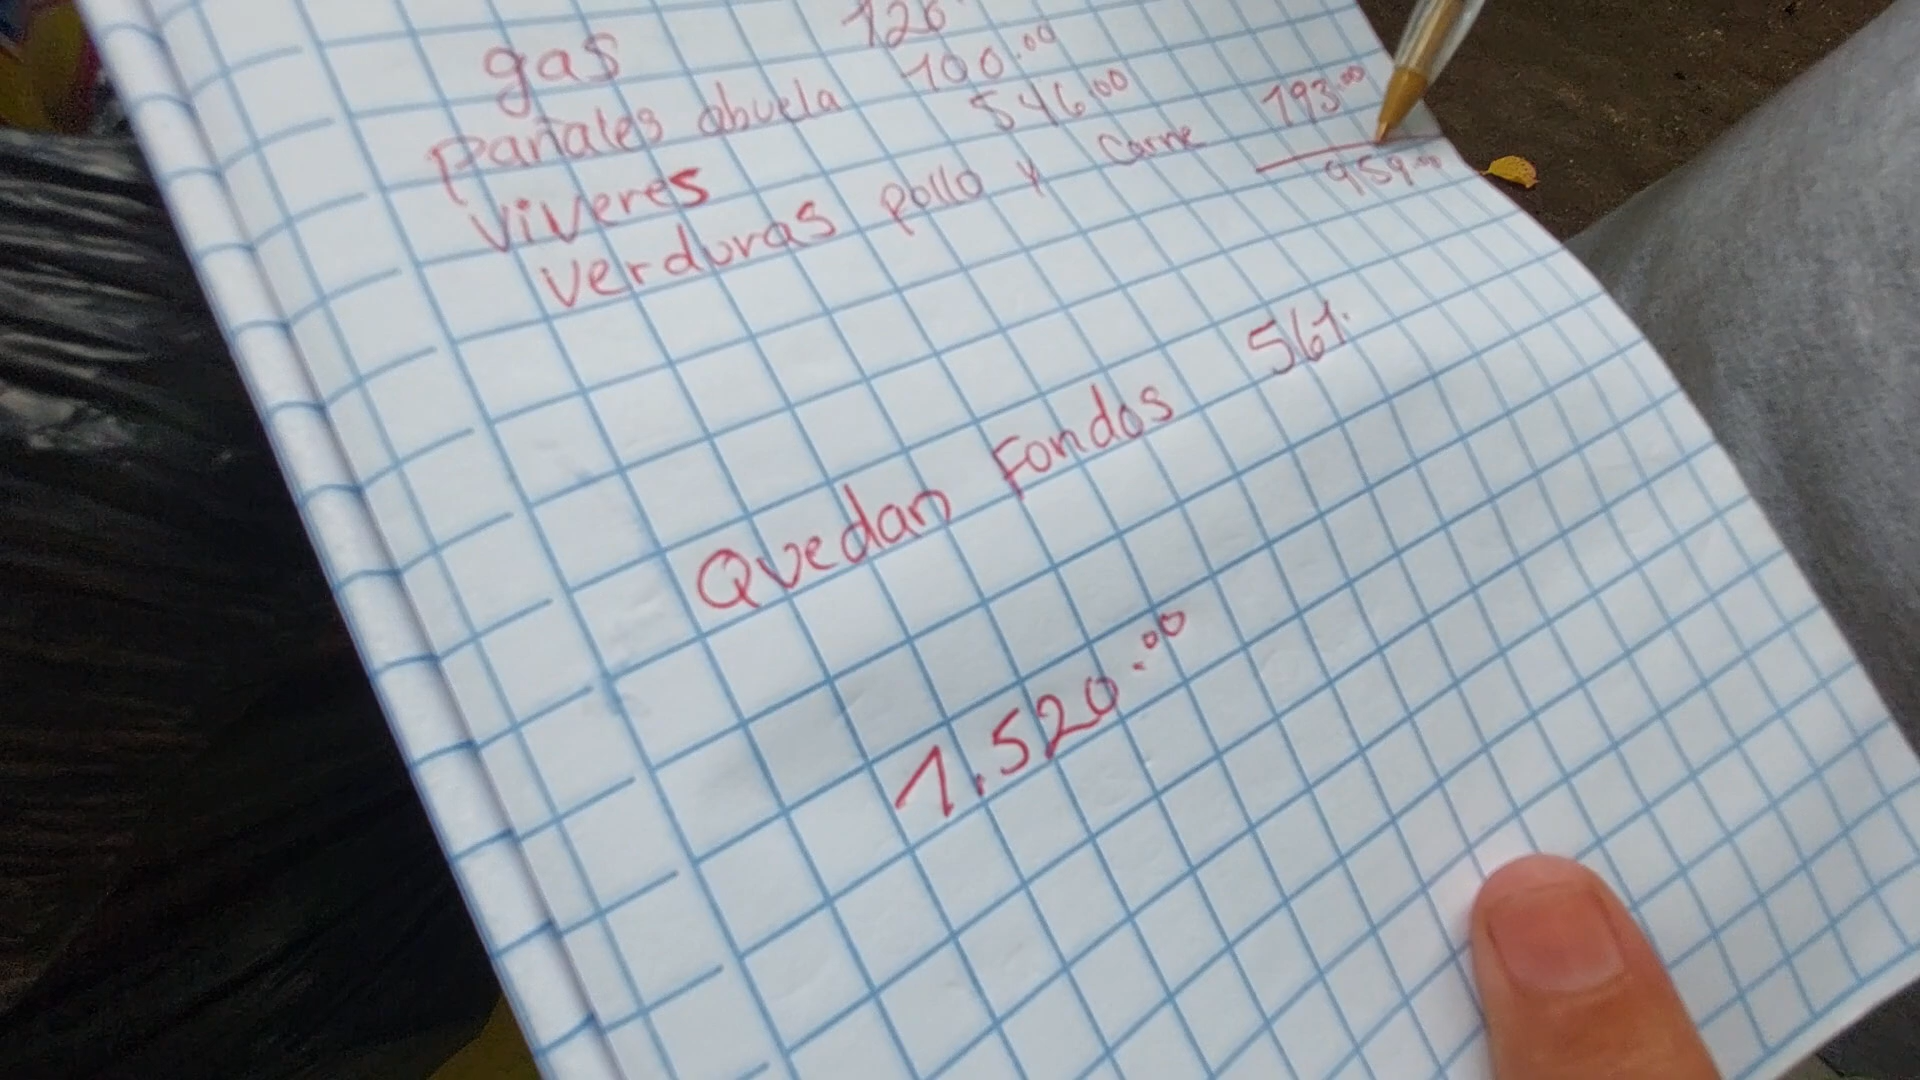 gas 120.
pañales abuela 100.00
viveres 546.00
verduras pollo y carne 193.00
959.00
Quedan Fondos 561.
1.520.00